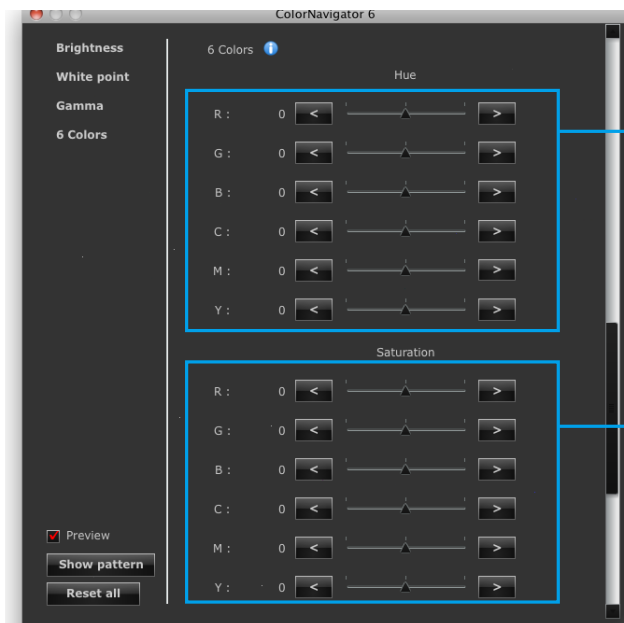 ColorNavigator 6
Brightness
White point
Gamma
6 Colors
6 Colors i
Hue
R : 0 < >
G : 0 < >
B : 0 < >
C : 0 < >
M : 0 < >
Y : 0 < >
Saturation
R : 0 < >
G : 0 < >
B : 0 < >
C : 0 < >
M : 0 < >
Y : 0 < >
Preview
Show pattern
Reset all